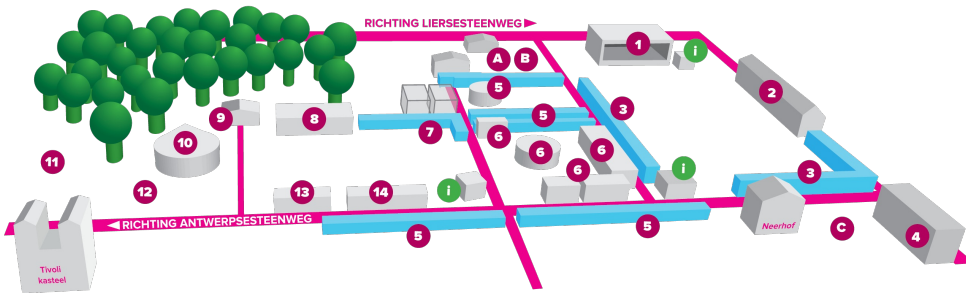 RICHTING LIERSESTEENWEG
1
i
A B
5
2
3
9
8
7
5
6
6
6
10
11
12
13
14
i
6
i
3
RICHTING ANTWERPSESTEENWEG
5
5
Neerhof
C
4
Tivoli
kasteel